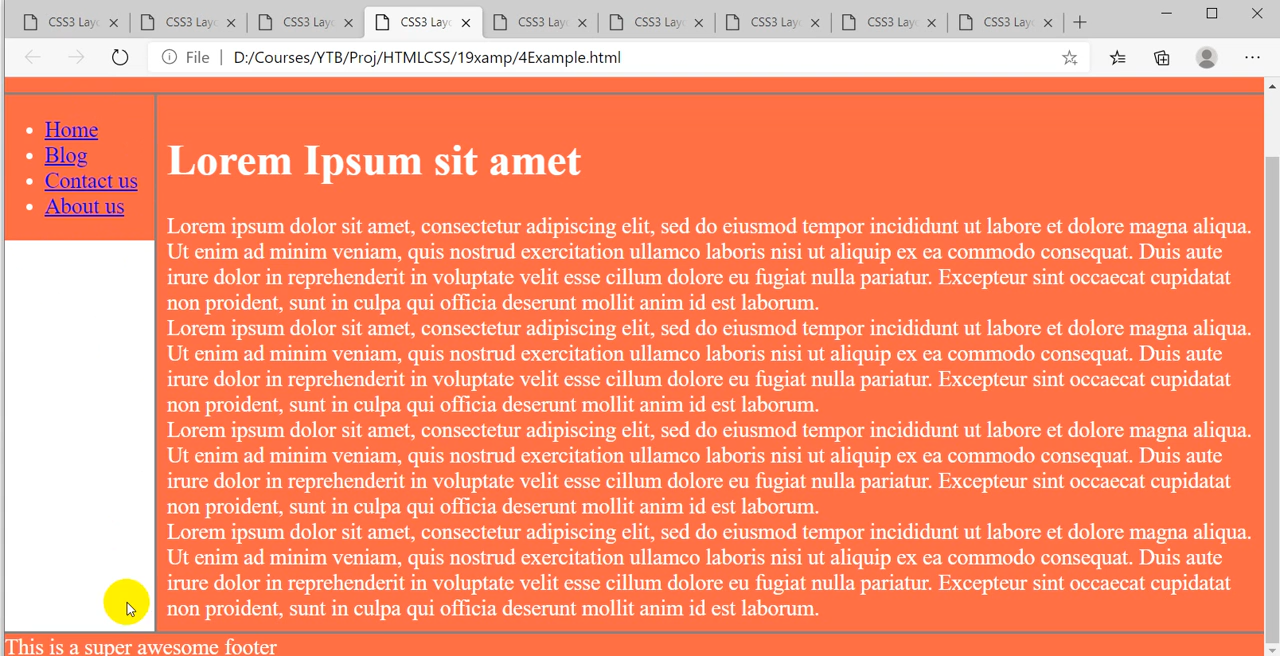 CSS3 Layo CSS3 Layo CSS3 Layo CSS3 Layo CSS3 Layo CSS3 Layo CSS3 Layo CSS3 Layo CSS3 Layo
File D:/Courses/YTB/Proj/HTMLCSS/19xamp/4Example.html
Home
Blog
Contact us
About us
Lorem Ipsum sit amet
Lorem ipsum dolor sit amet, consectetur adipiscing elit, sed do eiusmod tempor incididunt ut labore et dolore magna aliqua.
Ut enim ad minim veniam, quis nostrud exercitation ullamco laboris nisi ut aliquip ex ea commodo consequat. Duis aute
irure dolor in reprehenderit in voluptate velit esse cillum dolore eu fugiat nulla pariatur. Excepteur sint occaecat cupidatat
non proident, sunt in culpa qui officia deserunt mollit anim id est laborum.
Lorem ipsum dolor sit amet, consectetur adipiscing elit, sed do eiusmod tempor incididunt ut labore et dolore magna aliqua.
Ut enim ad minim veniam, quis nostrud exercitation ullamco laboris nisi ut aliquip ex ea commodo consequat. Duis aute
irure dolor in reprehenderit in voluptate velit esse cillum dolore eu fugiat nulla pariatur. Excepteur sint occaecat cupidatat
non proident, sunt in culpa qui officia deserunt mollit anim id est laborum.
Lorem ipsum dolor sit amet, consectetur adipiscing elit, sed do eiusmod tempor incididunt ut labore et dolore magna aliqua.
Ut enim ad minim veniam, quis nostrud exercitation ullamco laboris nisi ut aliquip ex ea commodo consequat. Duis aute
irure dolor in reprehenderit in voluptate velit esse cillum dolore eu fugiat nulla pariatur. Excepteur sint occaecat cupidatat
non proident, sunt in culpa qui officia deserunt mollit anim id est laborum.
Lorem ipsum dolor sit amet, consectetur adipiscing elit, sed do eiusmod tempor incididunt ut labore et dolore magna aliqua.
Ut enim ad minim veniam, quis nostrud exercitation ullamco laboris nisi ut aliquip ex ea commodo consequat. Duis aute
irure dolor in reprehenderit in voluptate velit esse cillum dolore eu fugiat nulla pariatur. Excepteur sint occaecat cupidatat
non proident, sunt in culpa qui officia deserunt mollit anim id est laborum.
This is a super awesome footer